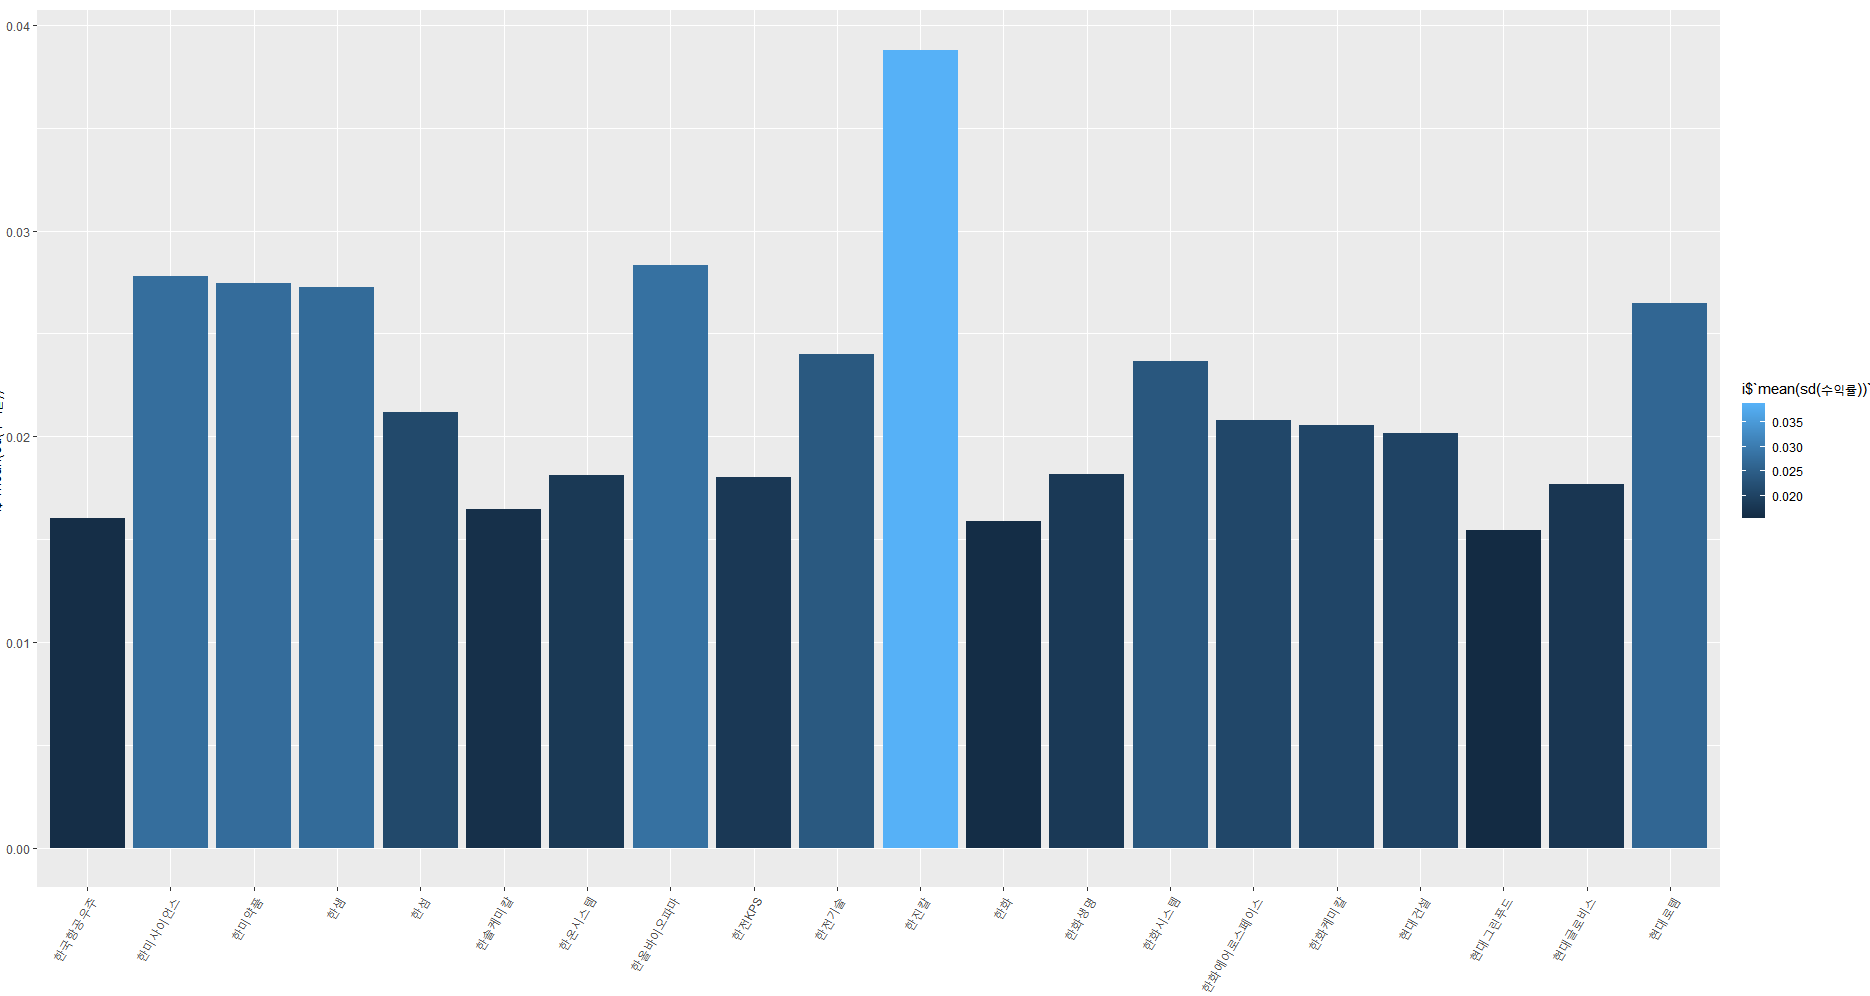 0.04
0.03
0.02
0.01
0.00
한국항공우주
한미사이언스
한미약품
한샘
한섬
한솔케미칼
한온시스템
한올바이오파마
한전KPS
한전기술
한진칼
한화
한화생명
한화시스템
한화에어로스페이스
한화케미칼
현대건설
현대그린푸드
현대글로비스
현대로템
i$`mean(sd(수익률))`
0.035
0.030
0.025
0.020